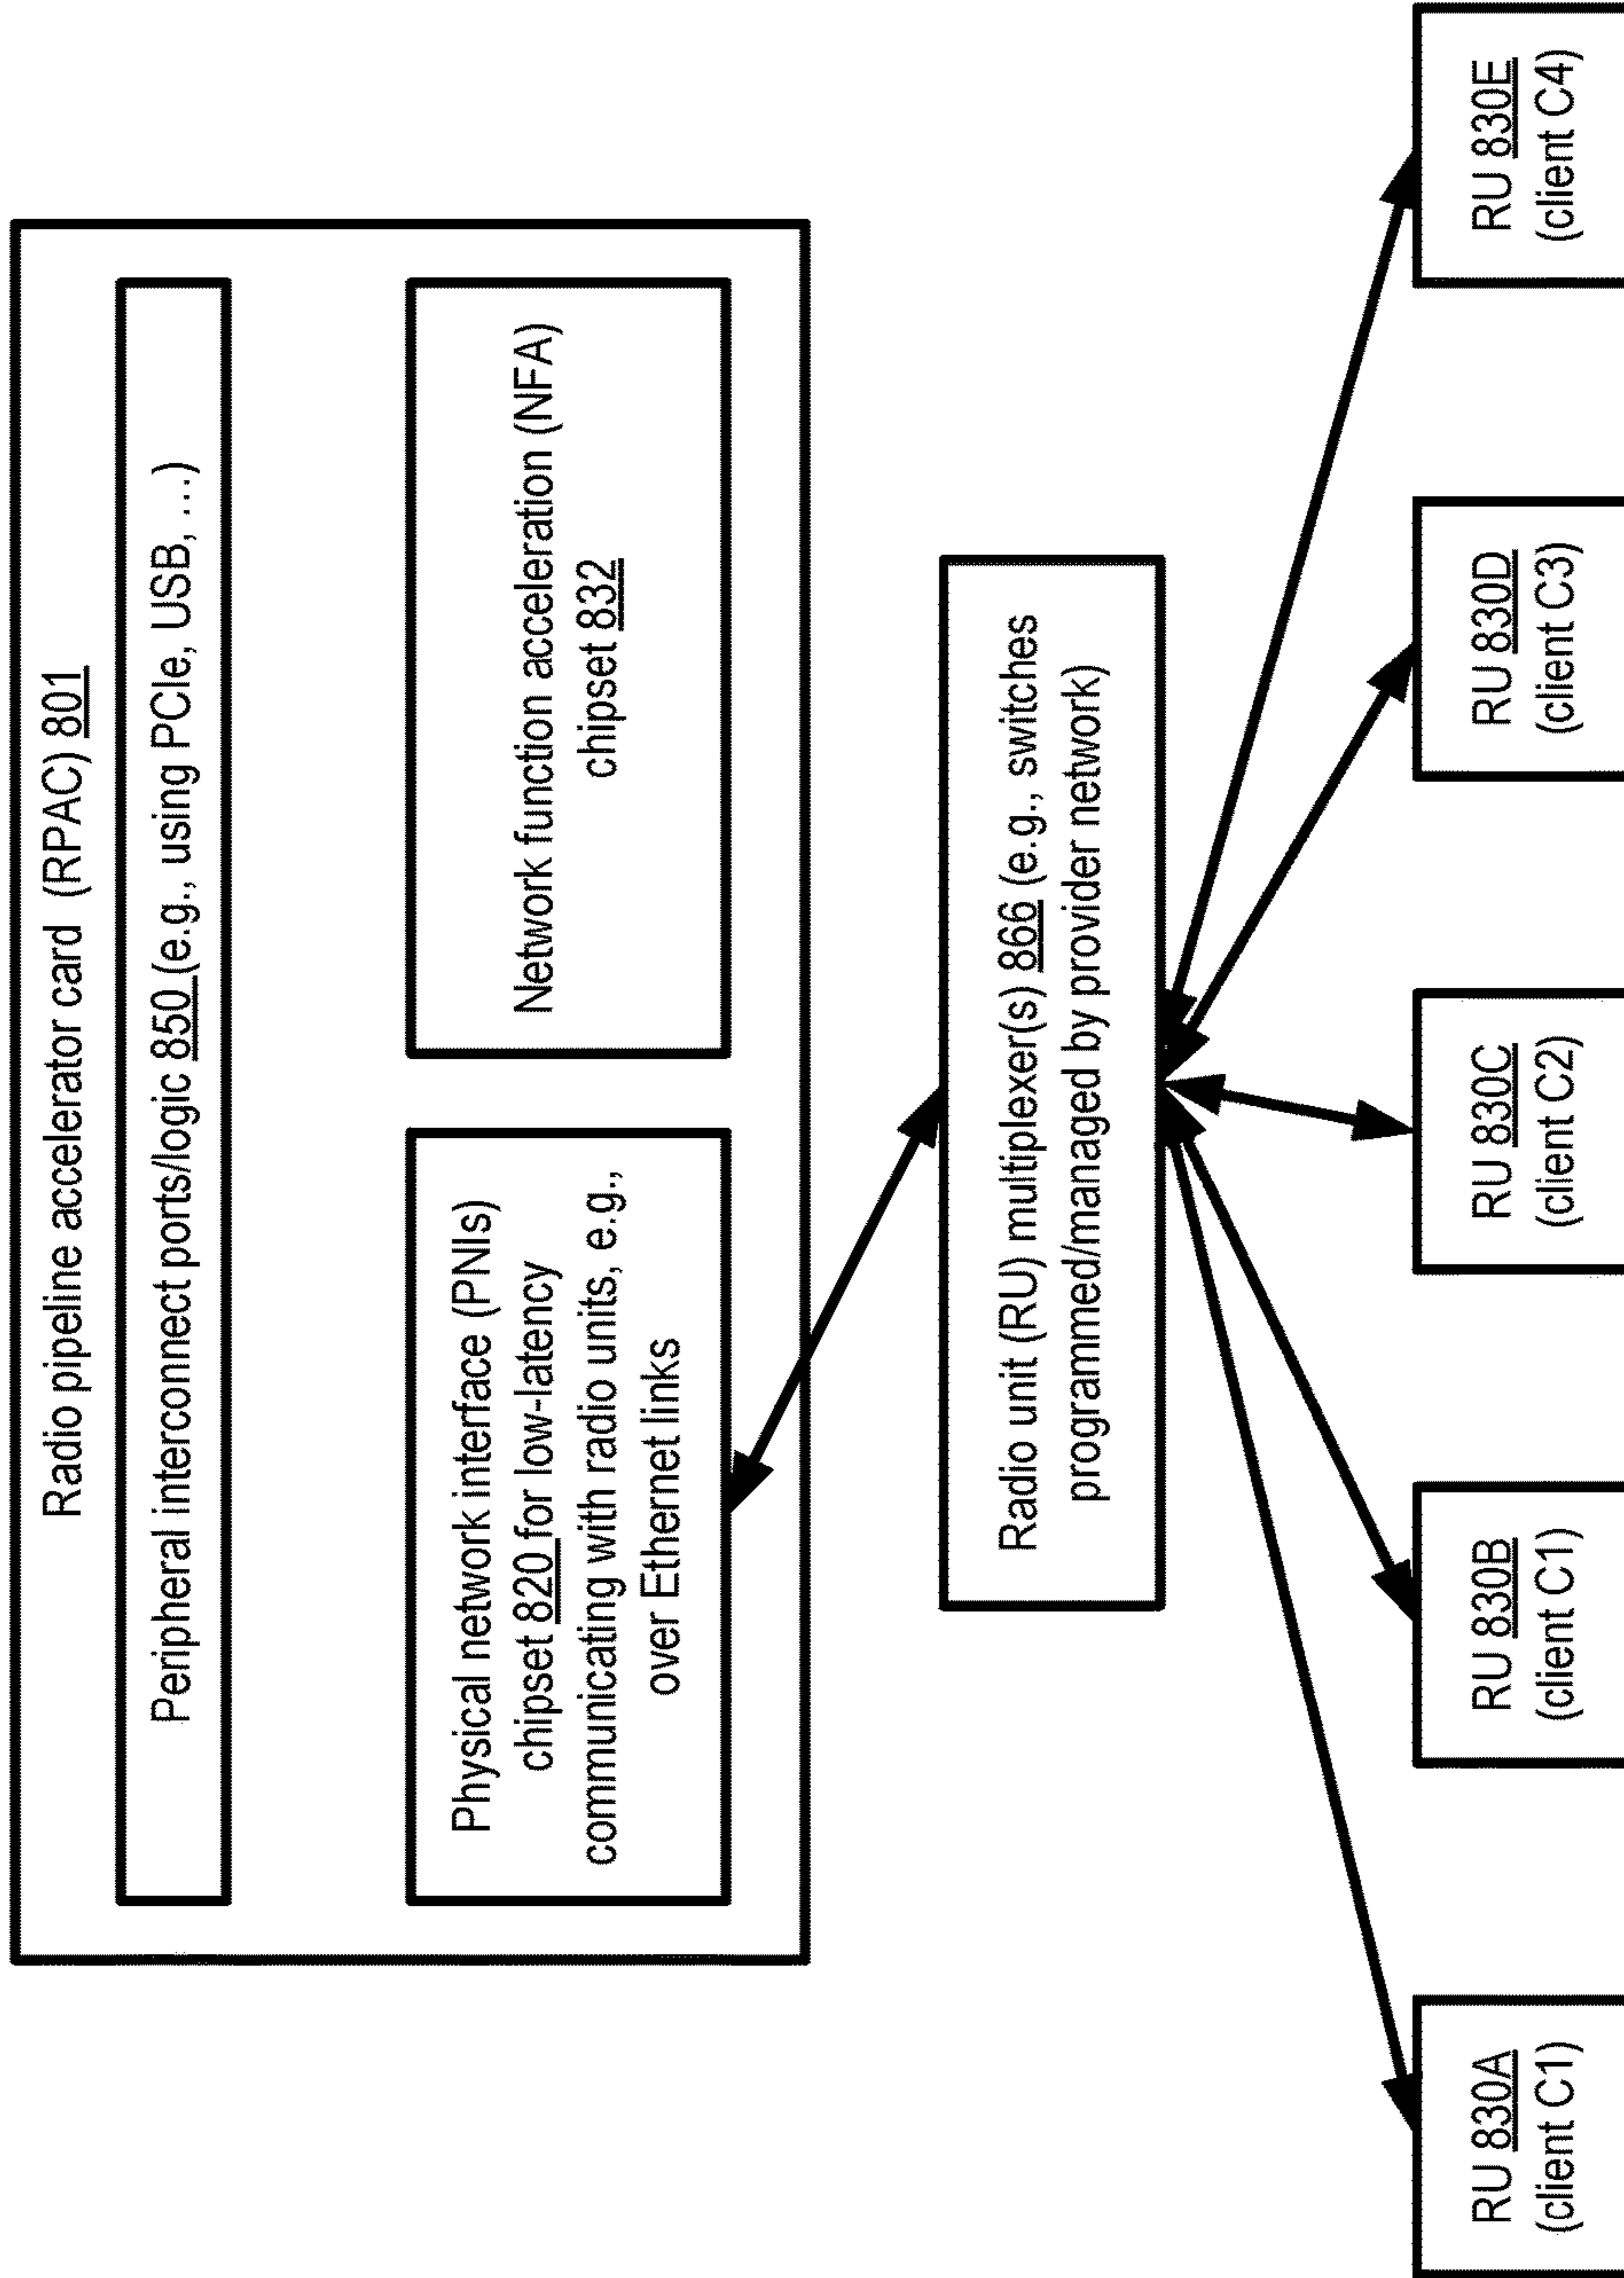 Radio pipeline accelerator card (RPAC) 801
Peripheral interconnect ports/logic 850 (e.g., using PCIe, USB, …)
Physical network interface (PNIs)
chipset 820 for low-latency
communicating with radio units, e.g.,
over Ethernet links
Network function acceleration (NFA)
chipset 832
Radio unit (RU) multiplexer(s) 866 (e.g., switches
programmed/managed by provider network)
RU 830A
(client C1)
RU 830B
(client C1)
RU 830C
(client C2)
RU 830D
(client C3)
RU 830E
(client C4)